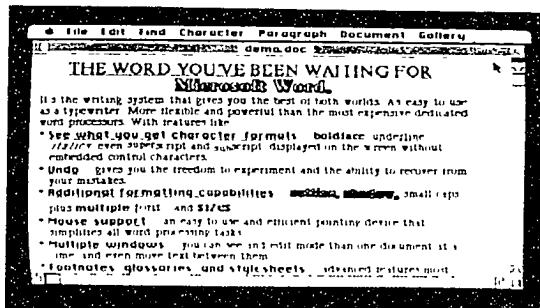 File Edit Find Character Paragraph Document Gallery
demo.doc
THE WORD YOU'VE BEEN WAITING FOR
Microsoft Word.
It's the writing system that gives you the best of both worlds. As easy to use
as a typewriter. More flexible and powerful than the most expensive dedicated
word processors. With features like
• See what you get character formats boldface underline
italics even superscript and subscript displayed on the screen without
embedded control characters.
• Undo gives you the freedom to experiment and the ability to recover from
your mistakes.
• Additional formatting capabilities outline, shadow, small caps
plus multiple fonts and sizes
• Mouse support an easy to use and efficient pointing device that
simplifies all word processing tasks
• Multiple windows you can see and edit more than one document at a
time and even move text between them
• Footnotes glossaries and stylesheets advanced features most